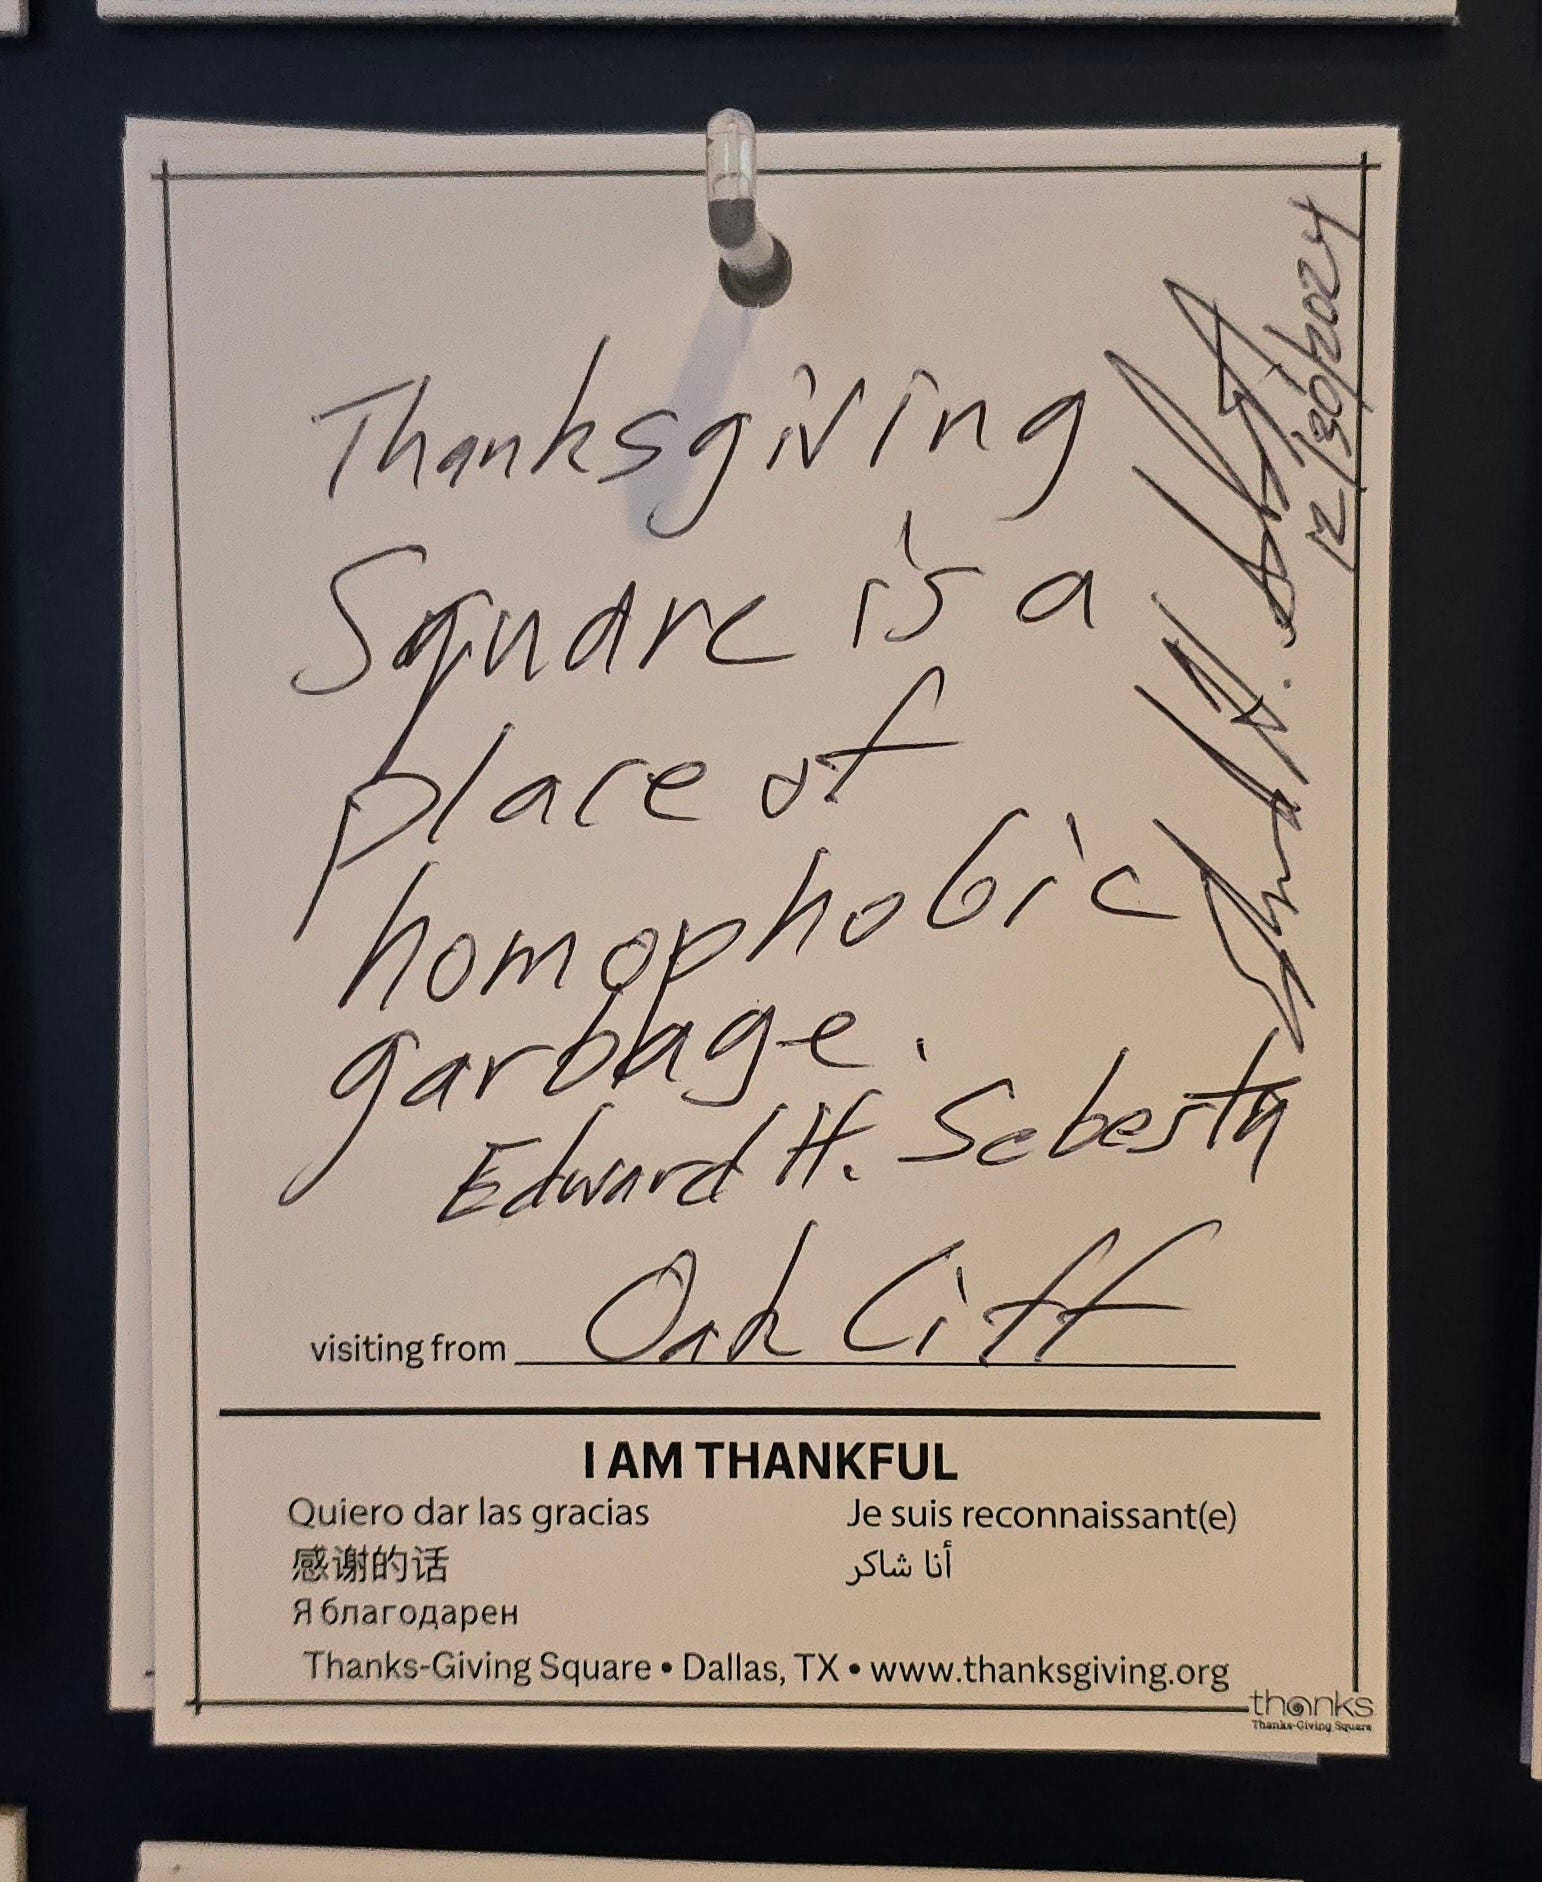 Thanksgiving
Square is a
place of
homophobic
garbage.
Edward H. Sebesta
12/30/2024
visiting from Oak Cliff
I AM THANKFUL
Quiero dar las gracias
Je suis reconnaissant(e)
感谢的话
أنا شاكر
Я благодарен
Thanks-Giving Square • Dallas, TX • www.thanksgiving.org
thanks
Thanks-Giving Square